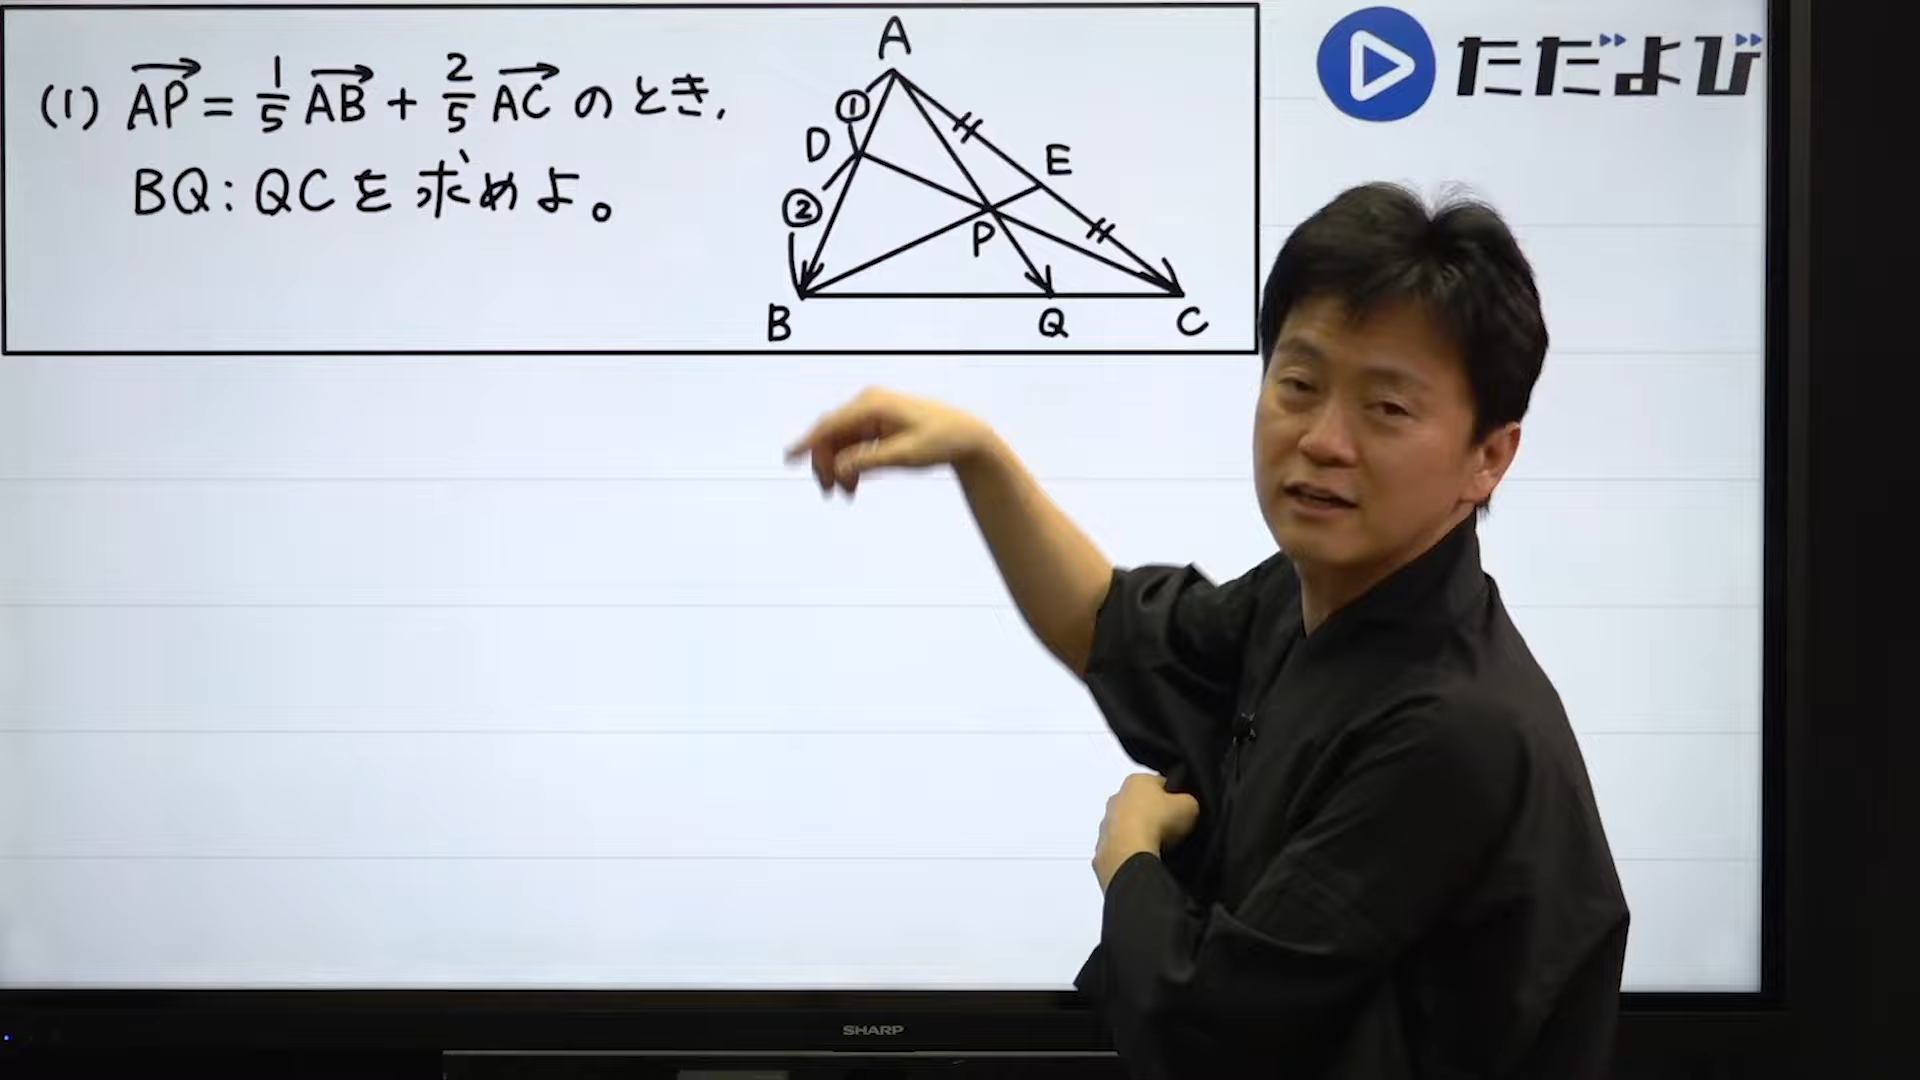 (1) AP = 1/5 AB + 2/5 AC のとき,
BQ:QC を求めよ。
A
①
D
E
②
P
B
Q
C
ただよび
SHARP